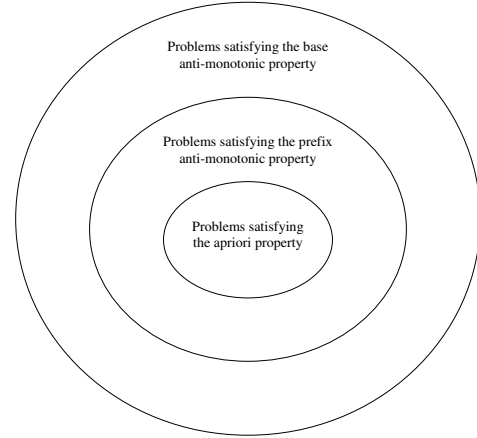 Problems satisfying the base
anti-monotonic property
Problems satisfying the prefix
anti-monotonic property
Problems satisfying
the apriori property